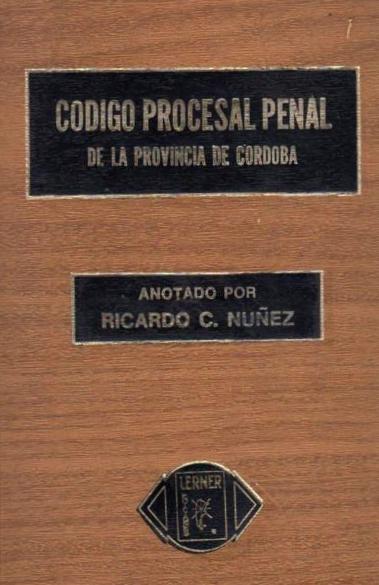 CODIGO PROCESAL PENAL
DE LA PROVINCIA DE CORDOBA
ANOTADO POR
RICARDO C. NUÑEZ
LERNER